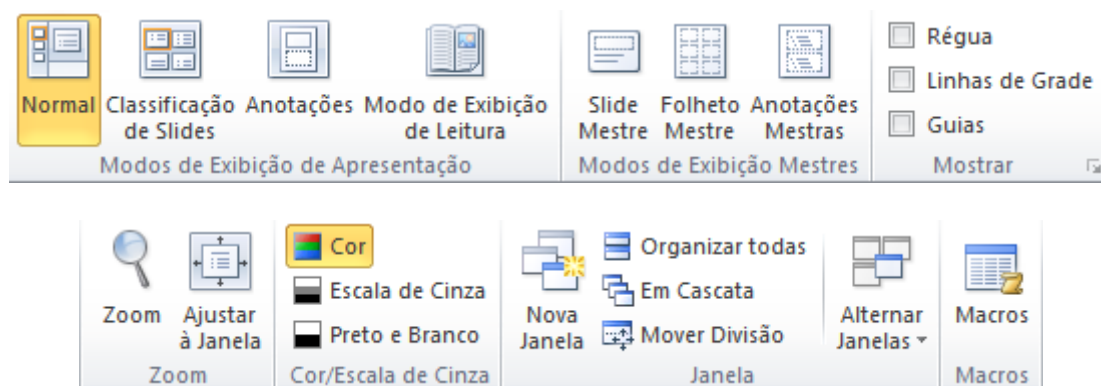 Normal
Classificação de Slides
Anotações
Modo de Exibição de Leitura
Modos de Exibição de Apresentação
Slide Mestre
Folheto Mestre
Anotações Mestras
Modos de Exibição Mestres
Régua
Linhas de Grade
Guias
Mostrar
Zoom
Ajustar à Janela
Zoom
Cor
Escala de Cinza
Preto e Branco
Cor/Escala de Cinza
Nova Janela
Organizar todas
Em Cascata
Mover Divisão
Alternar Janelas
Janela
Macros
Macros